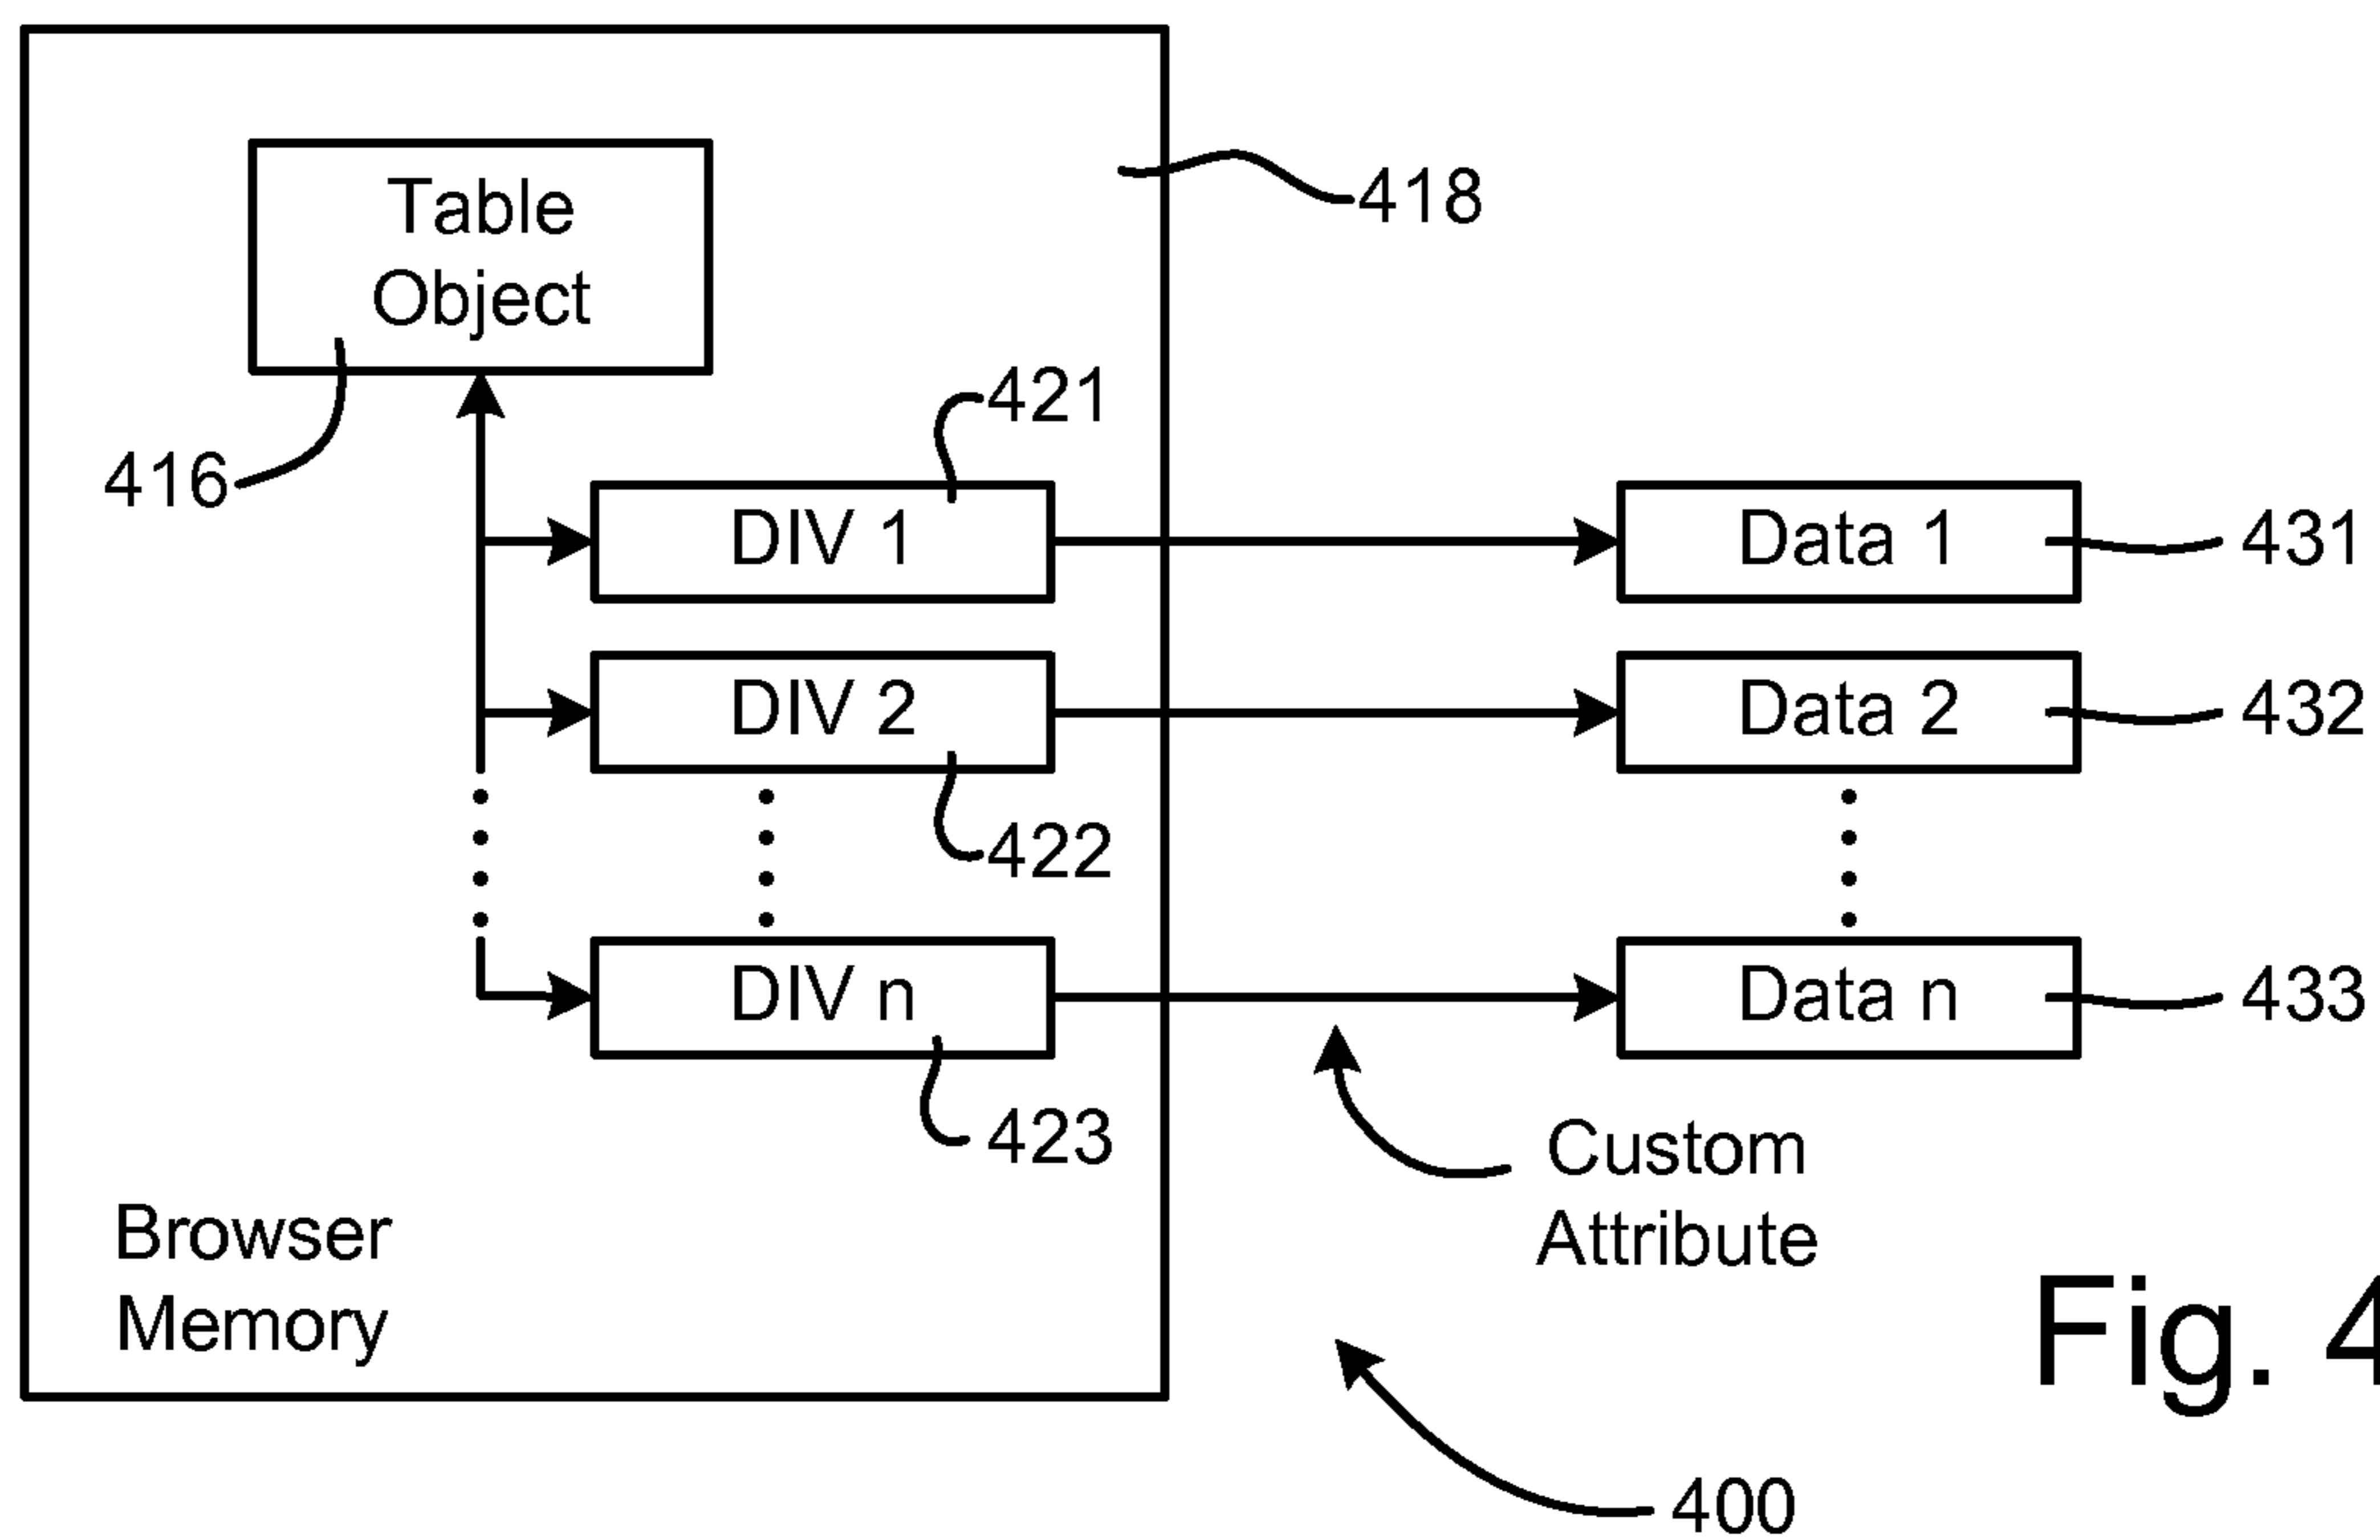 Table
Object
418
421
416
DIV 1
Data 1
431
DIV 2
Data 2
432
422
DIV n
Data n
433
423
Custom
Attribute
Browser
Memory
Fig. 4
400